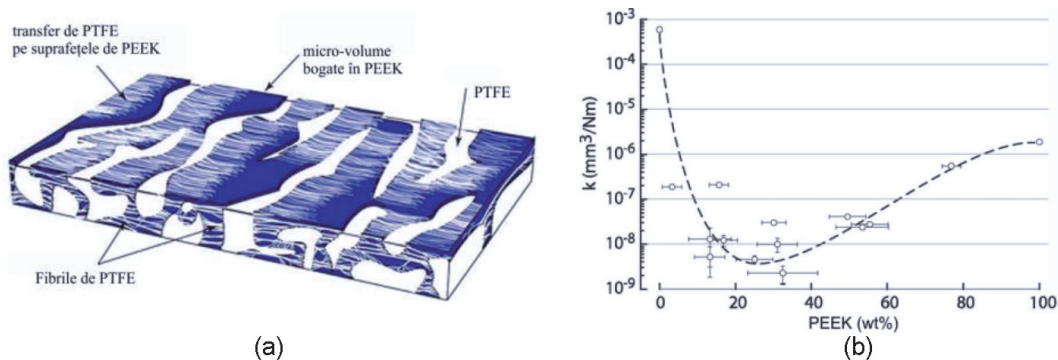 transfer de PTFE
pe suprafețele de PEEK
micro-volume
bogate în PEEK
PTFE
Fibrile de PTFE
(a)
b)
k (mm³/Nm)
10⁻³
10⁻⁴
10⁻⁵
10⁻⁶
10⁻⁷
10⁻⁸
10⁻⁹
0 20 40 60 80 100
PEEK (wt%)
(b)